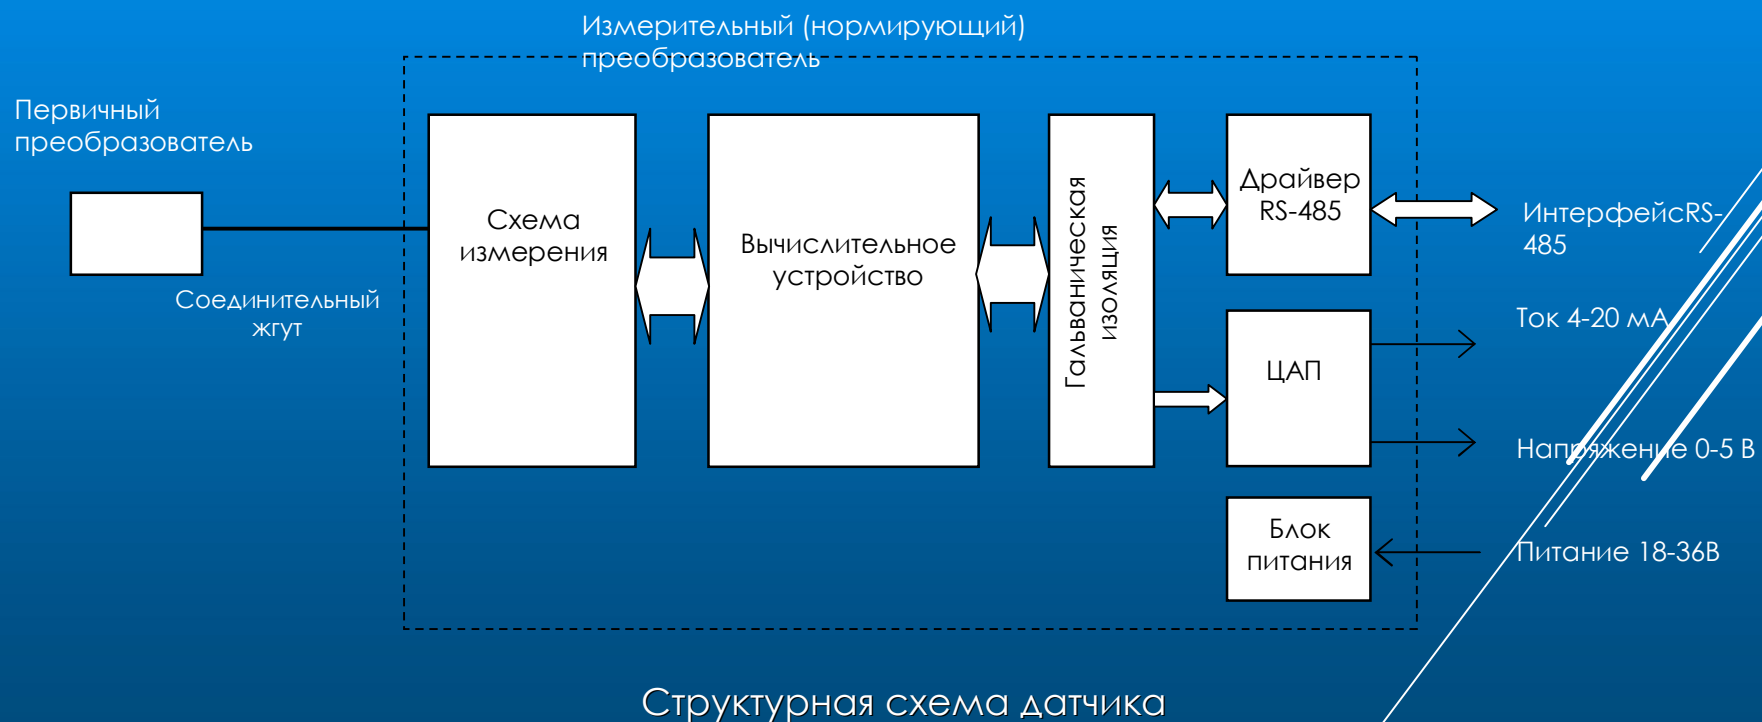 Измерительный (нормирующий)
преобразователь
Первичный
преобразователь
Соединительный
жгут
Схема
измерения
Вычислительное
устройство
Гальваническая
изоляция
Драйвер
RS-485
ЦАП
Блок
питания
ИнтерфейсRS-
485
Ток 4-20 мА
Напряжение 0-5 В
Питание 18-36В
Структурная схема датчика